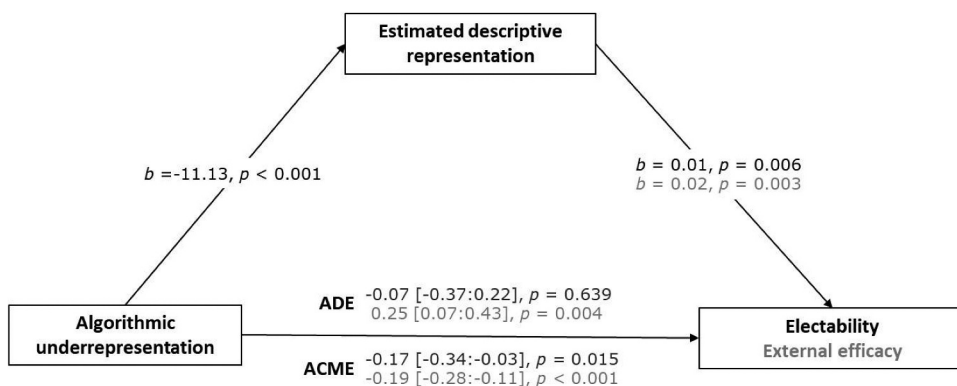 Estimated descriptive
representation
b =-11.13, p < 0.001
b = 0.01, p = 0.006
b = 0.02, p = 0.003
ADE -0.07 [-0.37:0.22], p = 0.639
0.25 [0.07:0.43], p = 0.004
Algorithmic
underrepresentation
Electability
External efficacy
ACME -0.17 [-0.34:-0.03], p = 0.015
-0.19 [-0.28:-0.11], p < 0.001